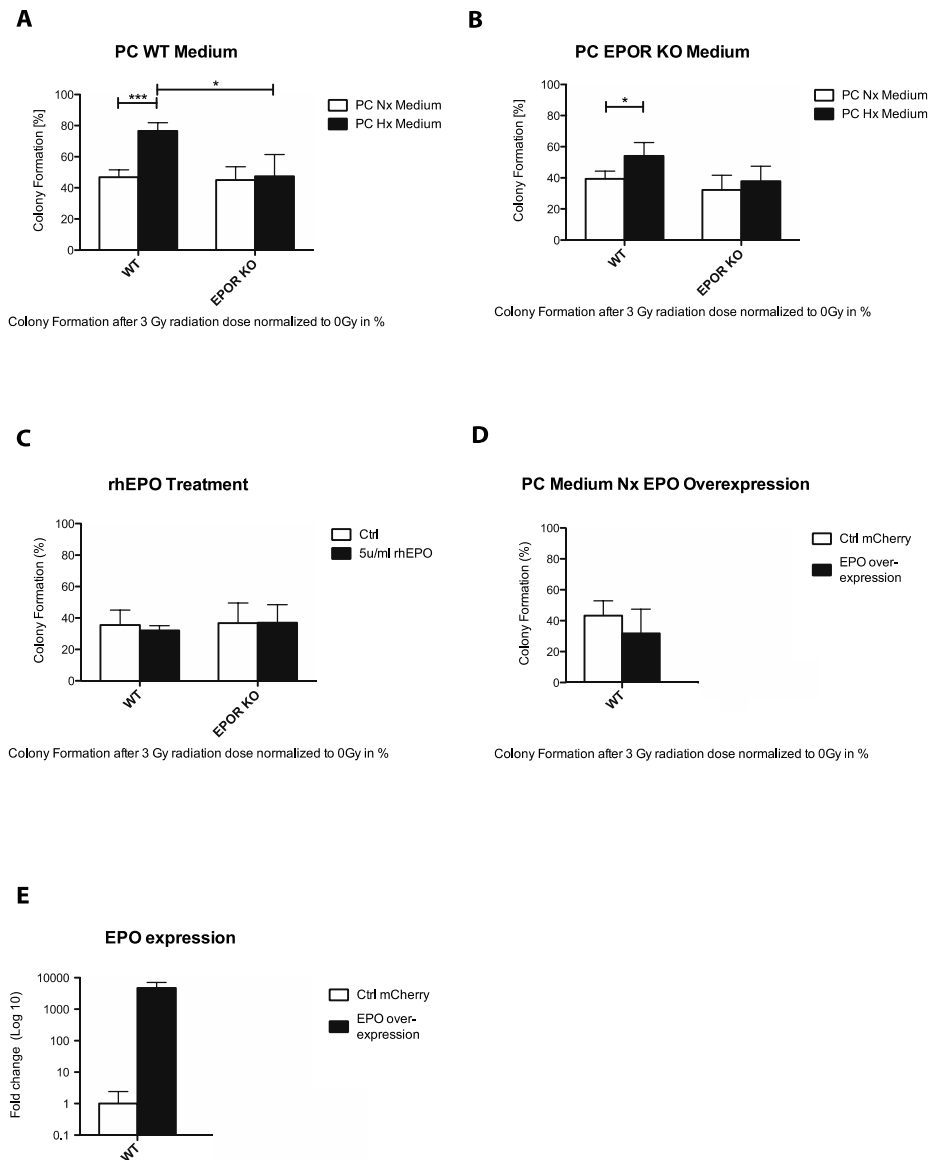 A
PC WT Medium
***
*
100
80
60
40
20
0
Colony Formation [%]
WT
EPOR KO
PC Nx Medium
PC Hx Medium
Colony Formation after 3 Gy radiation dose normalized to 0Gy in %
B
PC EPOR KO Medium
*
100
80
60
40
20
0
Colony Formation [%]
WT
EPOR KO
PC Nx Medium
PC Hx Medium
Colony Formation after 3 Gy radiation dose normalized to 0Gy in %
C
rhEPO Treatment
100
80
60
40
20
0
Colony Formation (%)
WT
EPOR KO
Ctrl
5u/ml rhEPO
Colony Formation after 3 Gy radiation dose normalized to 0Gy in %
D
PC Medium Nx EPO Overexpression
100
80
60
40
20
0
Colony Formation (%)
WT
Ctrl mCherry
EPO over-
expression
Colony Formation after 3 Gy radiation dose normalized to 0Gy in %
E
EPO expression
10000
1000
100
10
1
0.1
Fold change (Log 10)
WT
Ctrl mCherry
EPO over-
expression